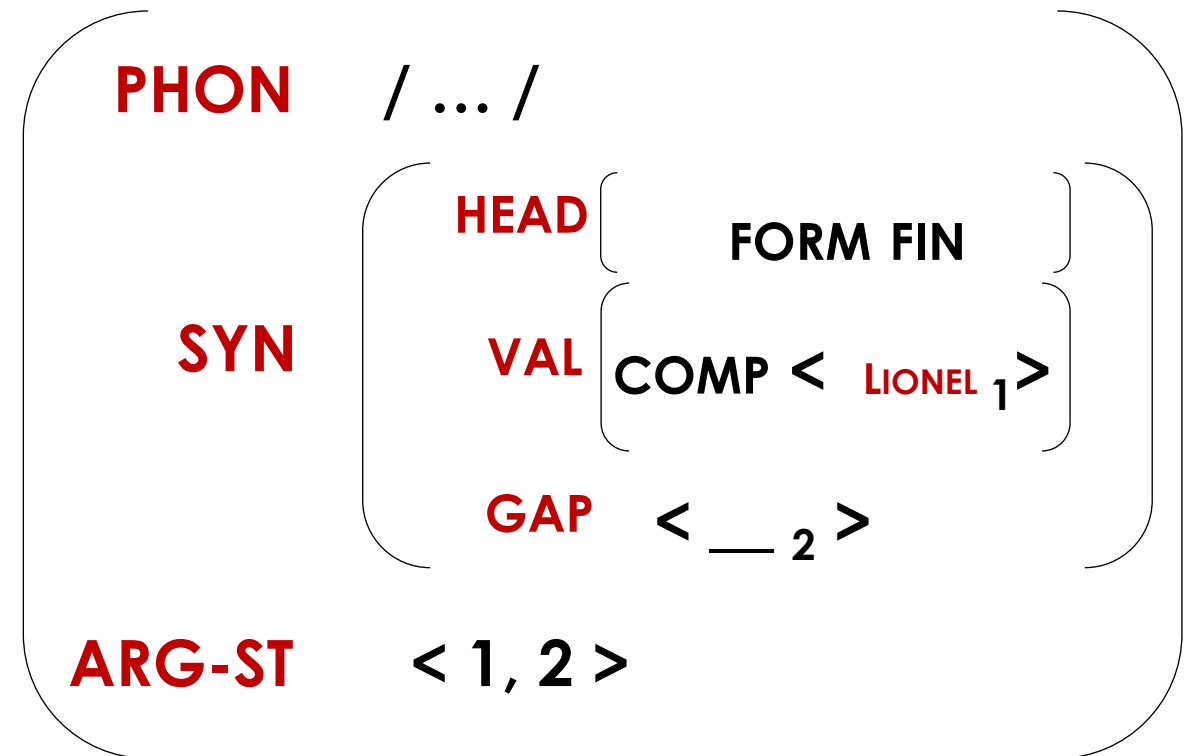 PHON / ... /
HEAD FORM FIN
SYN VAL COMP < LIONEL 1 >
GAP < __ 2 >
ARG-ST < 1, 2 >